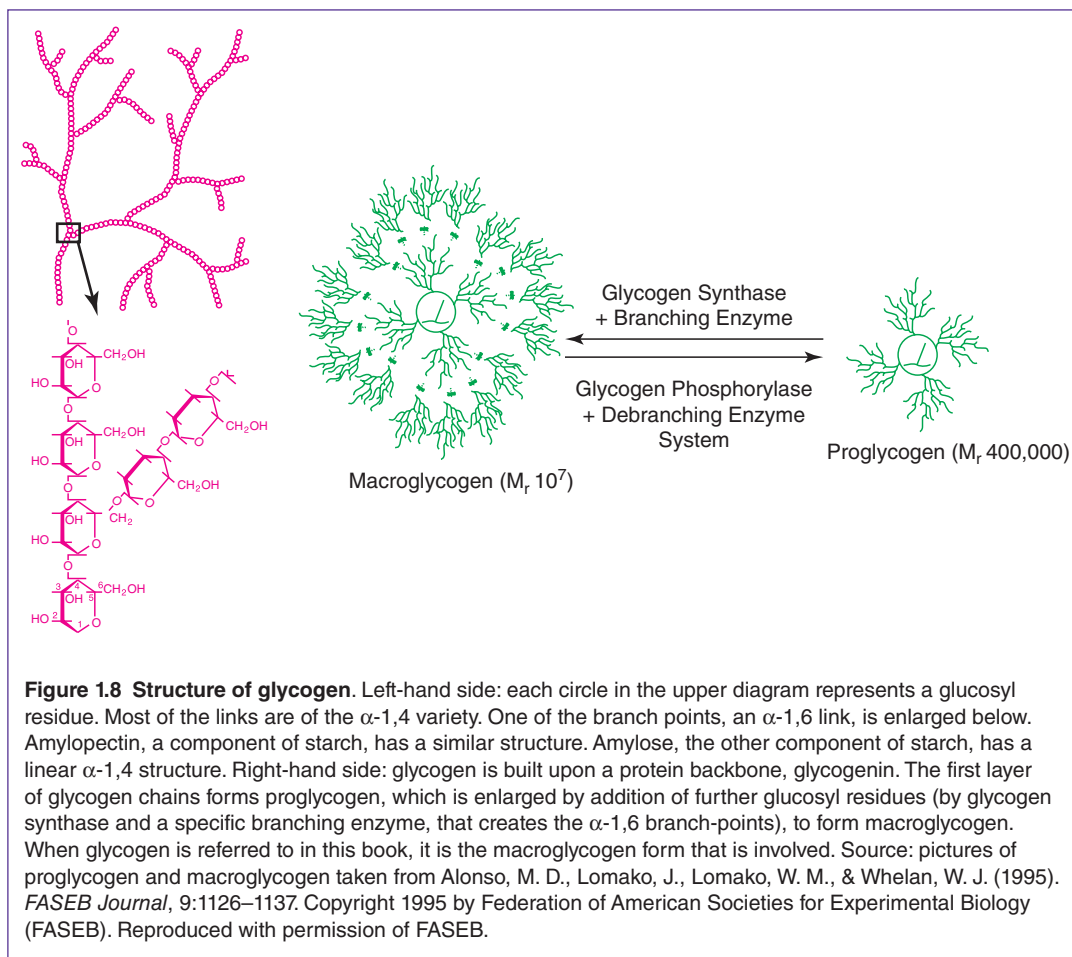 O
CH₂OH
OH
O
HO
O
CH₂OH
OH
O
HO
O
OH
O
HO
CH₂
O
O
CH₂OH
O
O
CH₂OH
O
O
3 4 6 CH₂OH
OH 5
HO 2 O
1
Glycogen Synthase
+ Branching Enzyme
Glycogen Phosphorylase
+ Debranching Enzyme
System
Macroglycogen (Mᵣ 10⁷)
Proglycogen (Mᵣ 400,000)
Figure 1.8 Structure of glycogen. Left-hand side: each circle in the upper diagram represents a glucosyl
residue. Most of the links are of the α-1,4 variety. One of the branch points, an α-1,6 link, is enlarged below.
Amylopectin, a component of starch, has a similar structure. Amylose, the other component of starch, has a
linear α-1,4 structure. Right-hand side: glycogen is built upon a protein backbone, glycogenin. The first layer
of glycogen chains forms proglycogen, which is enlarged by addition of further glucosyl residues (by glycogen
synthase and a specific branching enzyme, that creates the α-1,6 branch-points), to form macroglycogen.
When glycogen is referred to in this book, it is the macroglycogen form that is involved. Source: pictures of
proglycogen and macroglycogen taken from Alonso, M. D., Lomako, J., Lomako, W. M., & Whelan, W. J. (1995).
FASEB Journal, 9:1126–1137. Copyright 1995 by Federation of American Societies for Experimental Biology
(FASEB). Reproduced with permission of FASEB.